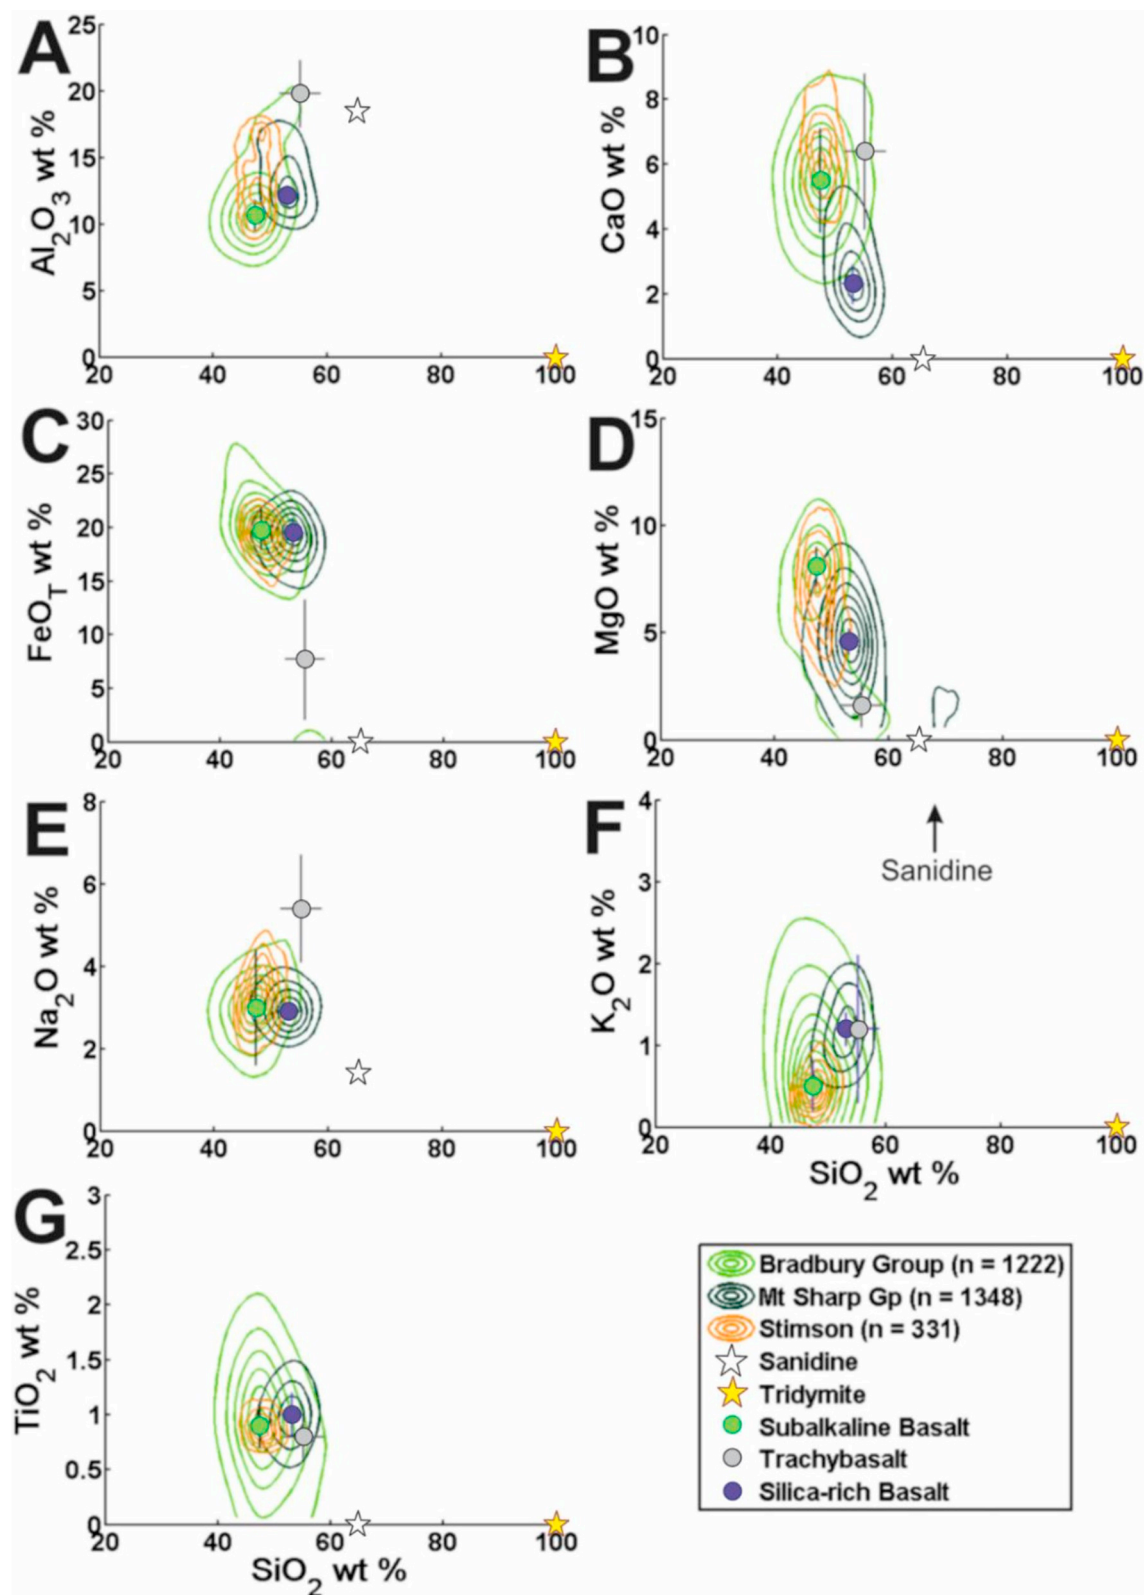 A
Al2O3 wt %
25
20
15
10
5
0
20 40 60 80 100
B
CaO wt %
10
8
6
4
2
0
20 40 60 80 100
C
FeOT wt %
30
25
20
15
10
5
0
20 40 60 80 100
D
MgO wt %
15
10
5
0
20 40 60 80 100
E
Na2O wt %
8
6
4
2
0
20 40 60 80 100
F
K2O wt %
4
3
2
1
0
Sanidine
20 40 60 80 100
SiO2 wt %
G
TiO2 wt %
3
2.5
2
1.5
1
0.5
0
20 40 60 80 100
SiO2 wt %
Bradbury Group (n = 1222)
Mt Sharp Gp (n = 1348)
Stimson (n = 331)
Sanidine
Tridymite
Subalkaline Basalt
Trachybasalt
Silica-rich Basalt